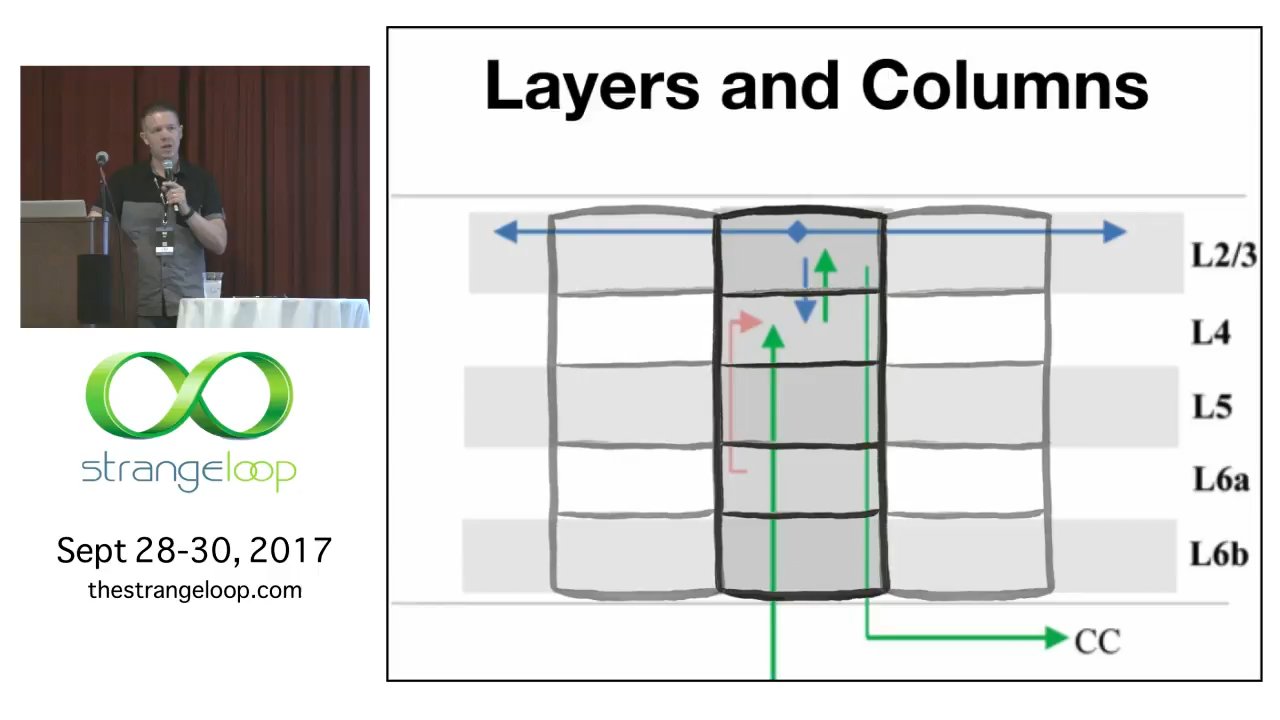 Layers and Columns
L2/3
L4
L5
L6a
L6b
CC
strangeloop
Sept 28-30, 2017
thestrangeloop.com